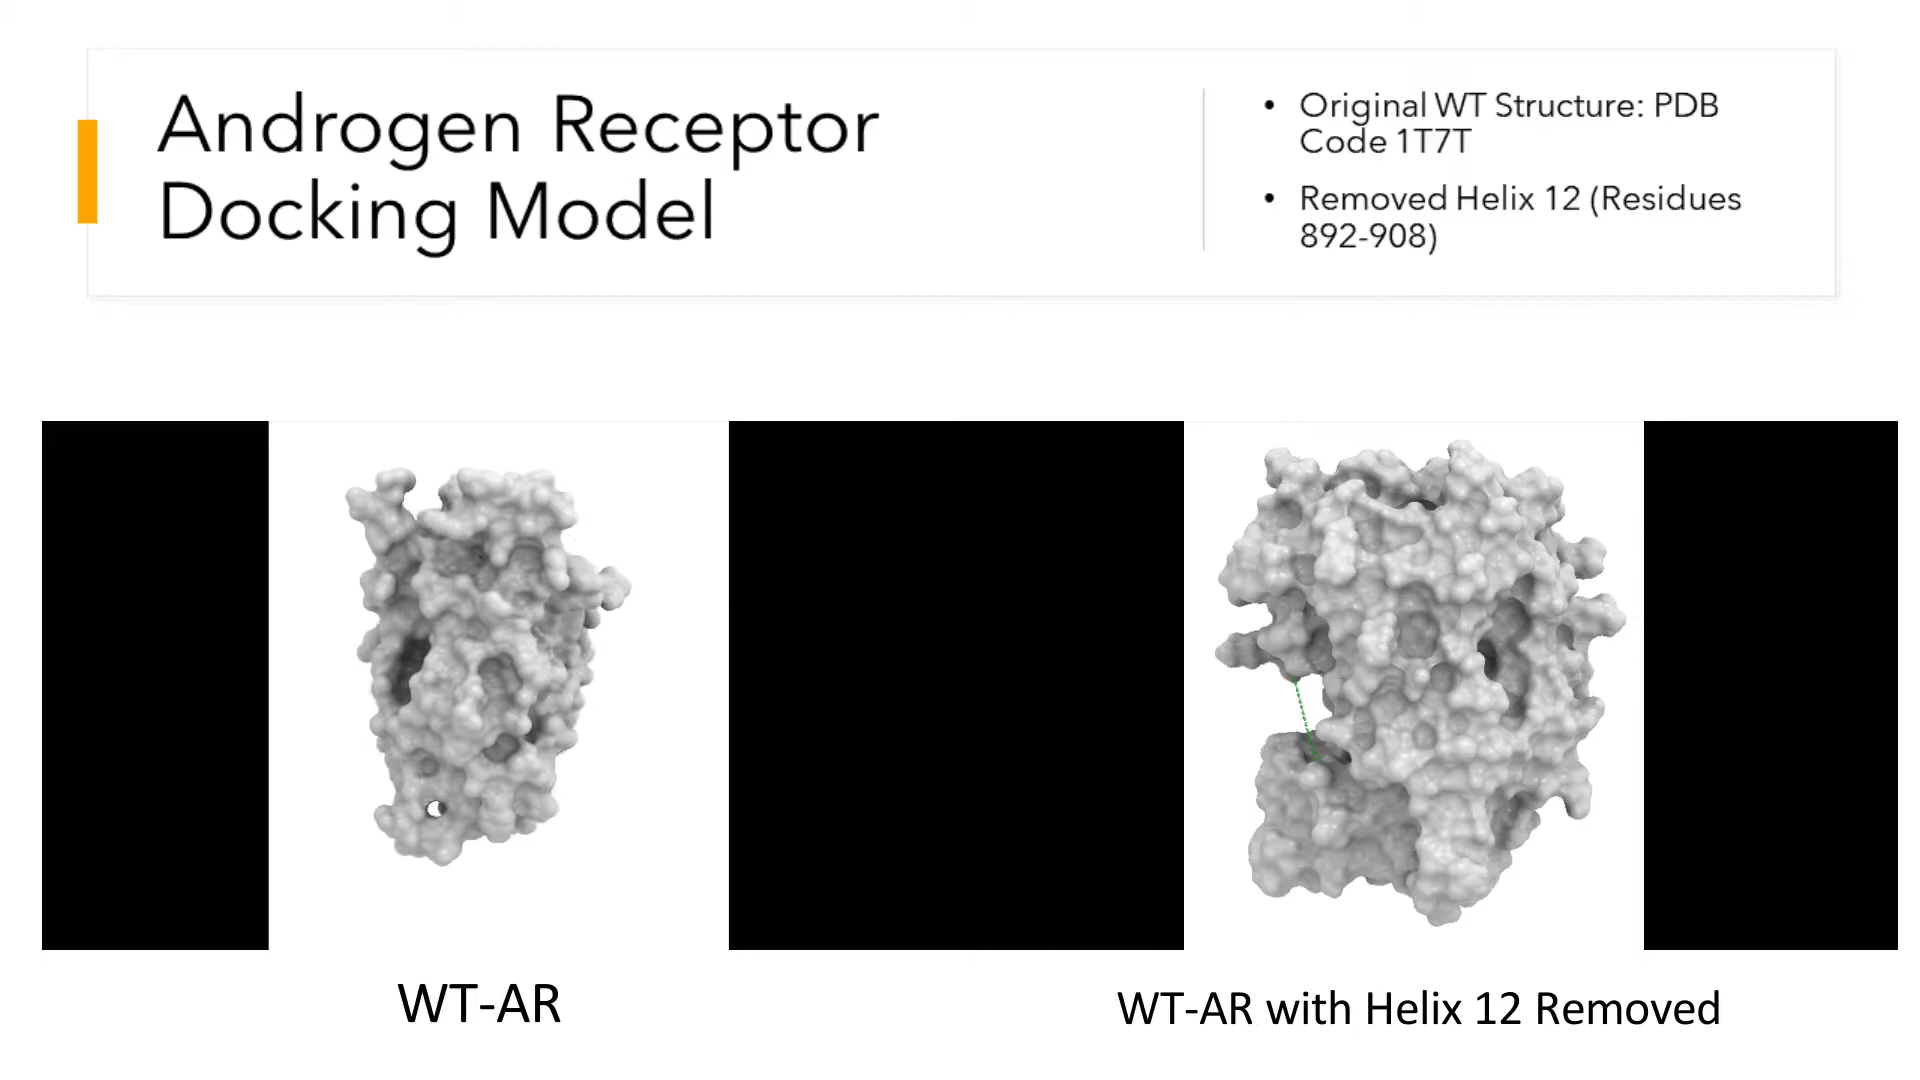 Androgen Receptor
Docking Model
• Original WT Structure: PDB
Code 1T7T
• Removed Helix 12 (Residues
892-908)
WT-AR
WT-AR with Helix 12 Removed